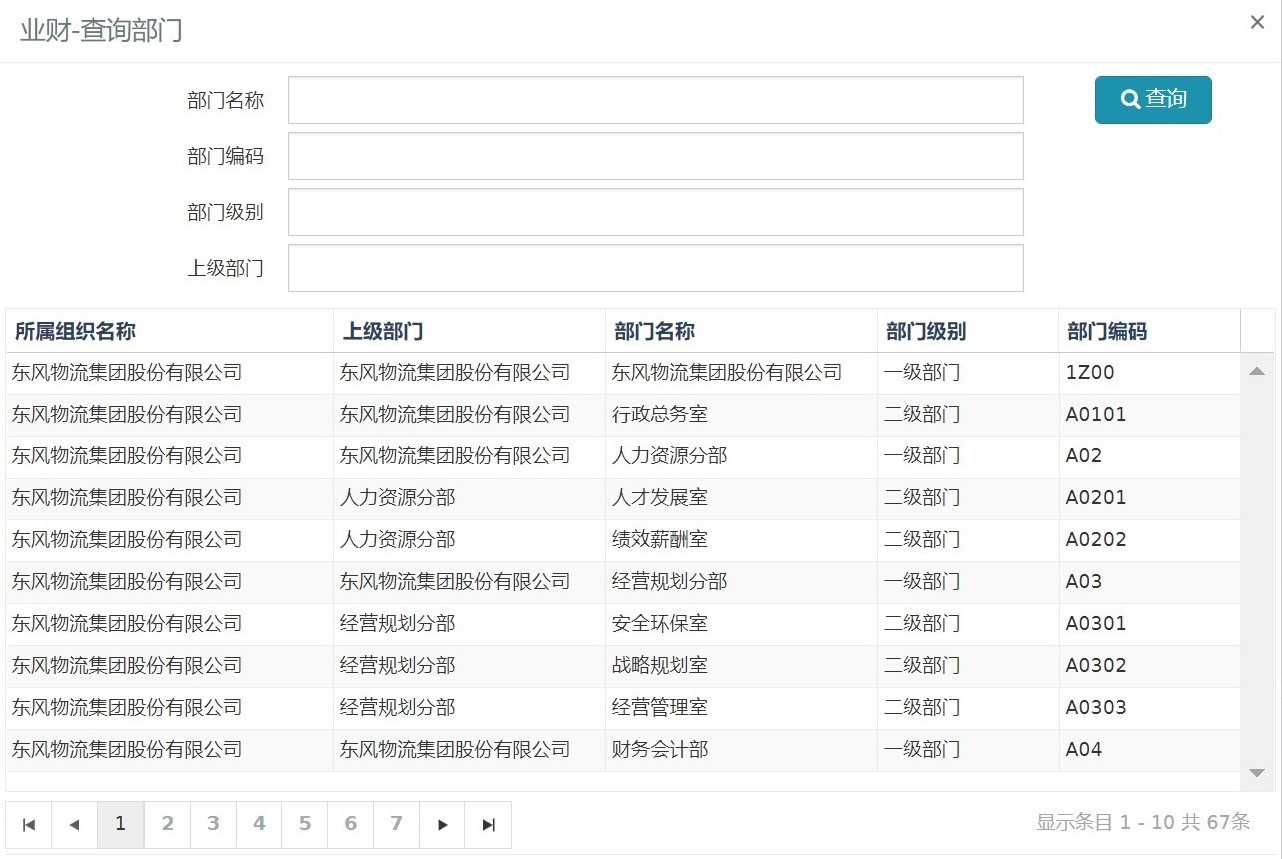 业财-查询部门
×
部门名称
查询
部门编码
部门级别
上级部门
所属组织名称 上级部门 部门名称 部门级别 部门编码
东风物流集团股份有限公司 东风物流集团股份有限公司 东风物流集团股份有限公司 一级部门 1Z00
东风物流集团股份有限公司 东风物流集团股份有限公司 行政总务室 二级部门 A0101
东风物流集团股份有限公司 东风物流集团股份有限公司 人力资源分部 一级部门 A02
东风物流集团股份有限公司 人力资源分部 人才发展室 二级部门 A0201
东风物流集团股份有限公司 人力资源分部 绩效薪酬室 二级部门 A0202
东风物流集团股份有限公司 东风物流集团股份有限公司 经营规划分部 一级部门 A03
东风物流集团股份有限公司 经营规划分部 安全环保室 二级部门 A0301
东风物流集团股份有限公司 经营规划分部 战略规划室 二级部门 A0302
东风物流集团股份有限公司 经营规划分部 经营管理室 二级部门 A0303
东风物流集团股份有限公司 东风物流集团股份有限公司 财务会计部 一级部门 A04
1 2 3 4 5 6 7 显示条目 1 - 10 共 67条